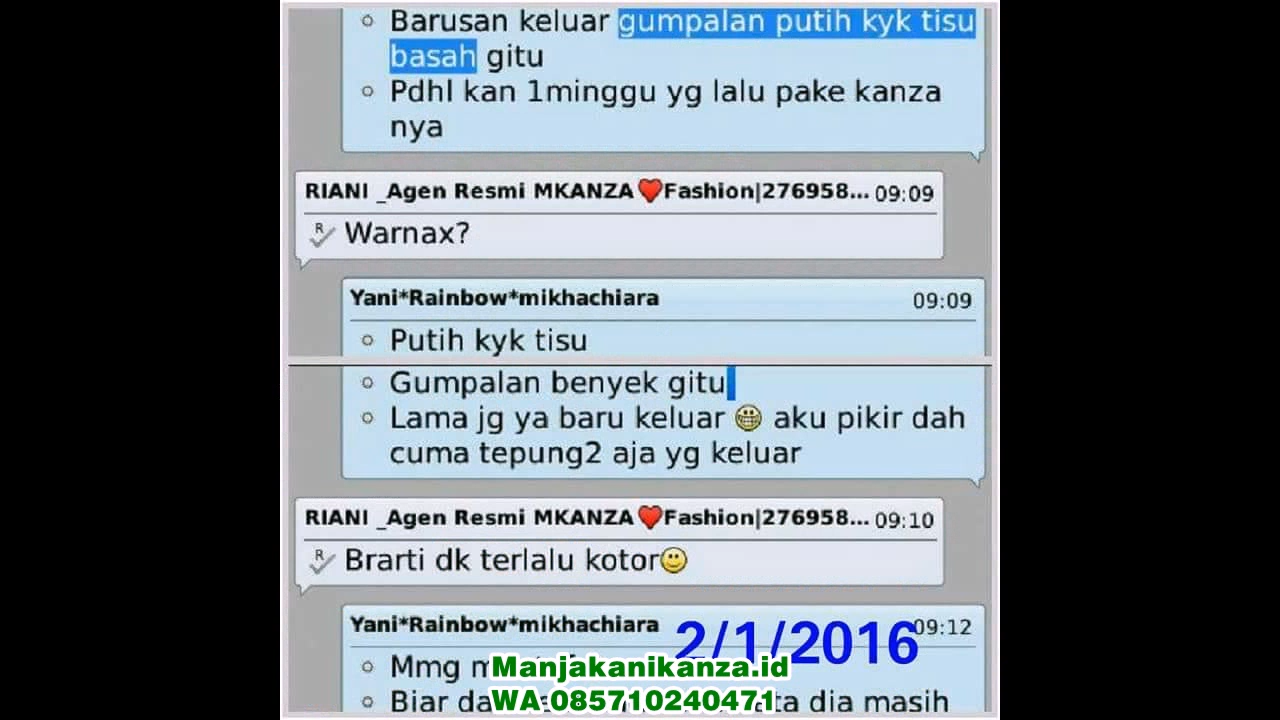 Barusan keluar gumpalan putih kyk tisu
basah gitu
Pdhl kan 1minggu yg lalu pake kanza
nya
RIANI _Agen Resmi MKANZA❤Fashion|276958... 09:09
Warnax?
Yani*Rainbow*mikhachiara 09:09
Putih kyk tisu
Gumpalan benyek gitu
Lama jg ya baru keluar 😁 aku pikir dah
cuma tepung2 aja yg keluar
RIANI _Agen Resmi MKANZA❤Fashion|276958... 09:10
Brarti dk terlalu kotor🙂
Yani*Rainbow*mikhachiara 09:12
2/1/2016
Mmg
Manjakanikanza.id
Biar dia masih
WA:085710240471